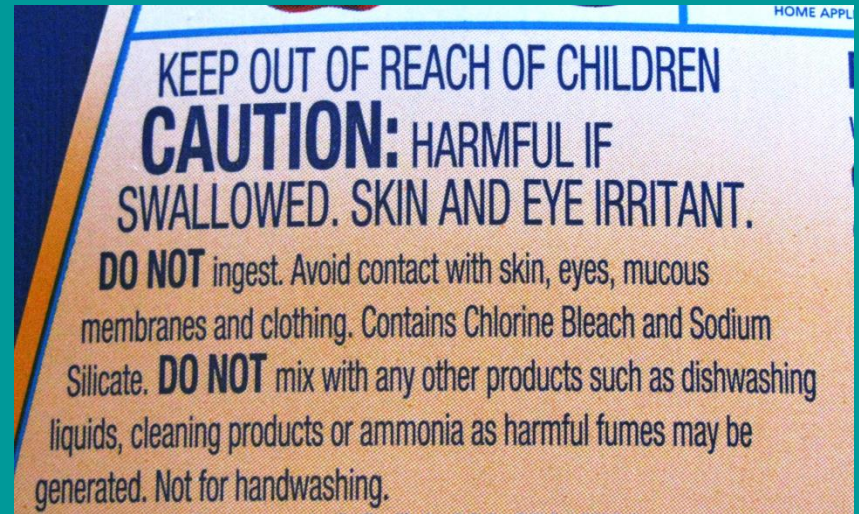 HOME APPL
KEEP OUT OF REACH OF CHILDREN
CAUTION: HARMFUL IF
SWALLOWED. SKIN AND EYE IRRITANT.
DO NOT ingest. Avoid contact with skin, eyes, mucous
membranes and clothing. Contains Chlorine Bleach and Sodium
Silicate. DO NOT mix with any other products such as dishwashing
liquids, cleaning products or ammonia as harmful fumes may be
generated. Not for handwashing.